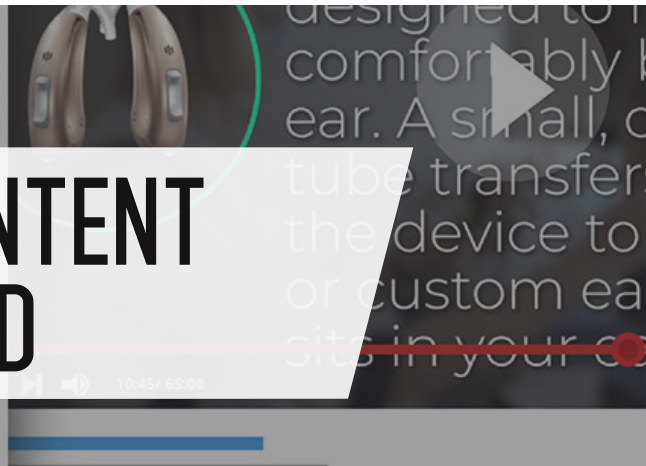 designed to
comfortably
ear. A small,
tube transfers
the device to
or custom ea
sits in your
NTENT
D
10:45/ 65:00